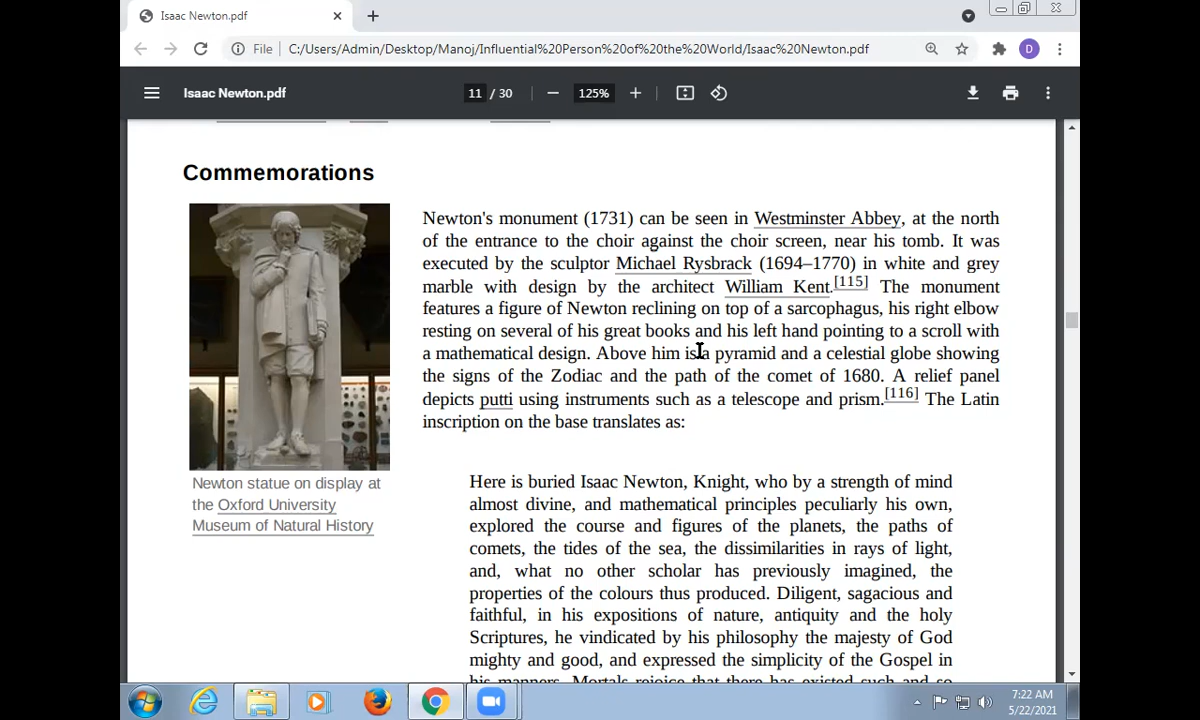 Isaac Newton.pdf
File C:/Users/Admin/Desktop/Manoj/Influential%20Person%20of%20the%20World/Isaac%20Newton.pdf
D
Isaac Newton.pdf
11 / 30
125%
Commemorations
Newton's monument (1731) can be seen in Westminster Abbey, at the north
of the entrance to the choir against the choir screen, near his tomb. It was
executed by the sculptor Michael Rysbrack (1694–1770) in white and grey
marble with design by the architect William Kent.[115] The monument
features a figure of Newton reclining on top of a sarcophagus, his right elbow
resting on several of his great books and his left hand pointing to a scroll with
a mathematical design. Above him is a pyramid and a celestial globe showing
the signs of the Zodiac and the path of the comet of 1680. A relief panel
depicts putti using instruments such as a telescope and prism.[116] The Latin
inscription on the base translates as:
Newton statue on display at
the Oxford University
Museum of Natural History
Here is buried Isaac Newton, Knight, who by a strength of mind
almost divine, and mathematical principles peculiarly his own,
explored the course and figures of the planets, the paths of
comets, the tides of the sea, the dissimilarities in rays of light,
and, what no other scholar has previously imagined, the
properties of the colours thus produced. Diligent, sagacious and
faithful, in his expositions of nature, antiquity and the holy
Scriptures, he vindicated by his philosophy the majesty of God
mighty and good, and expressed the simplicity of the Gospel in
his manners. Mortals rejoice that there has existed such and so
7:22 AM
5/22/2021